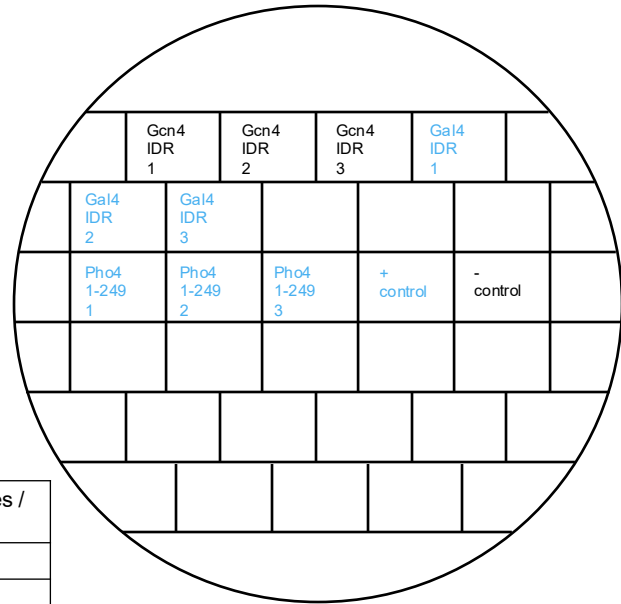 Gcn4 Gcn4 Gcn4 Gal4
IDR IDR IDR IDR
1 2 3 1
Gal4 Gal4
IDR IDR
2 3
Pho4 Pho4 Pho4 + -
1-249 1-249 1-249 control control
1 2 3
es /